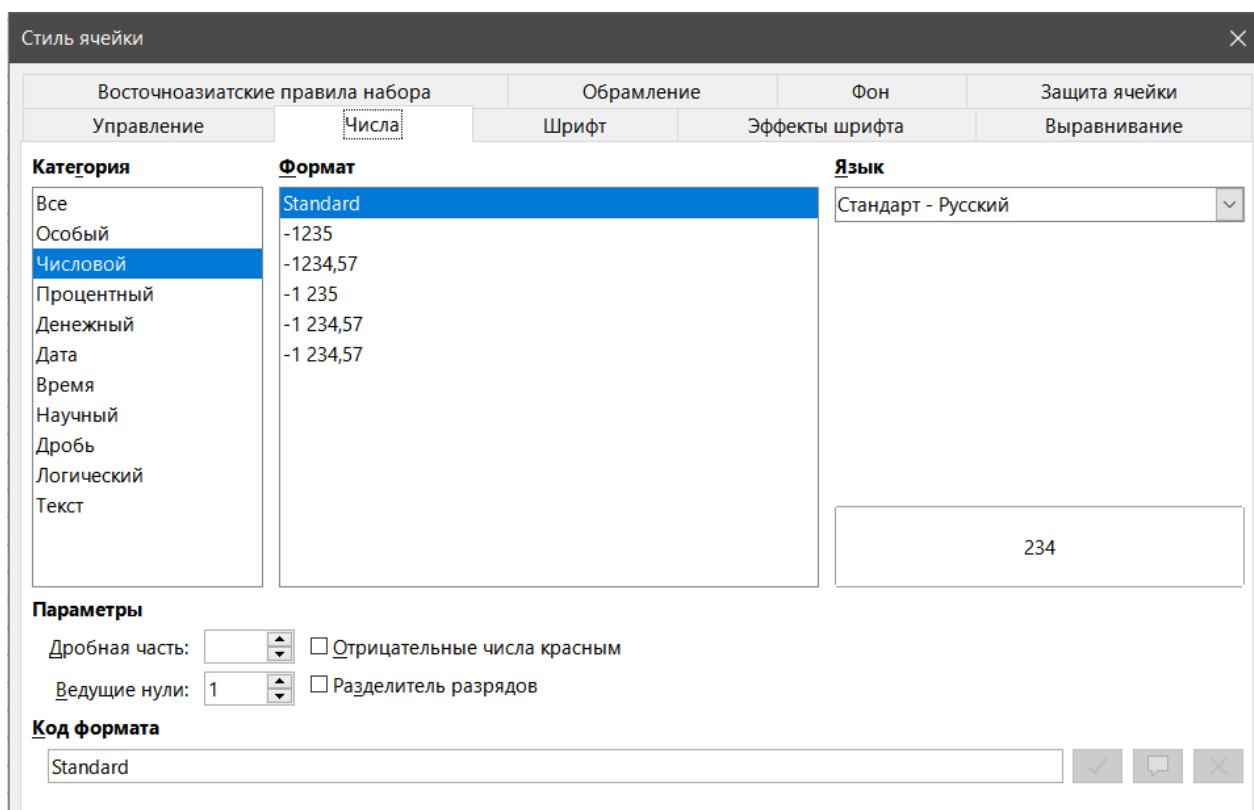 Стиль ячейки
Восточноазиатские правила набора Обрамление Фон Защита ячейки
Управление Числа Шрифт Эффекты шрифта Выравнивание
Категория Формат Язык
Все Standard Стандарт - Русский
Особый -1235
Числовой -1234,57
Процентный -1 235
Денежный -1 234,57
Дата -1 234,57
Время
Научный
Дробь
Логический
Текст
234
Параметры
Дробная часть: Отрицательные числа красным
Ведущие нули: 1 Разделитель разрядов
Код формата
Standard